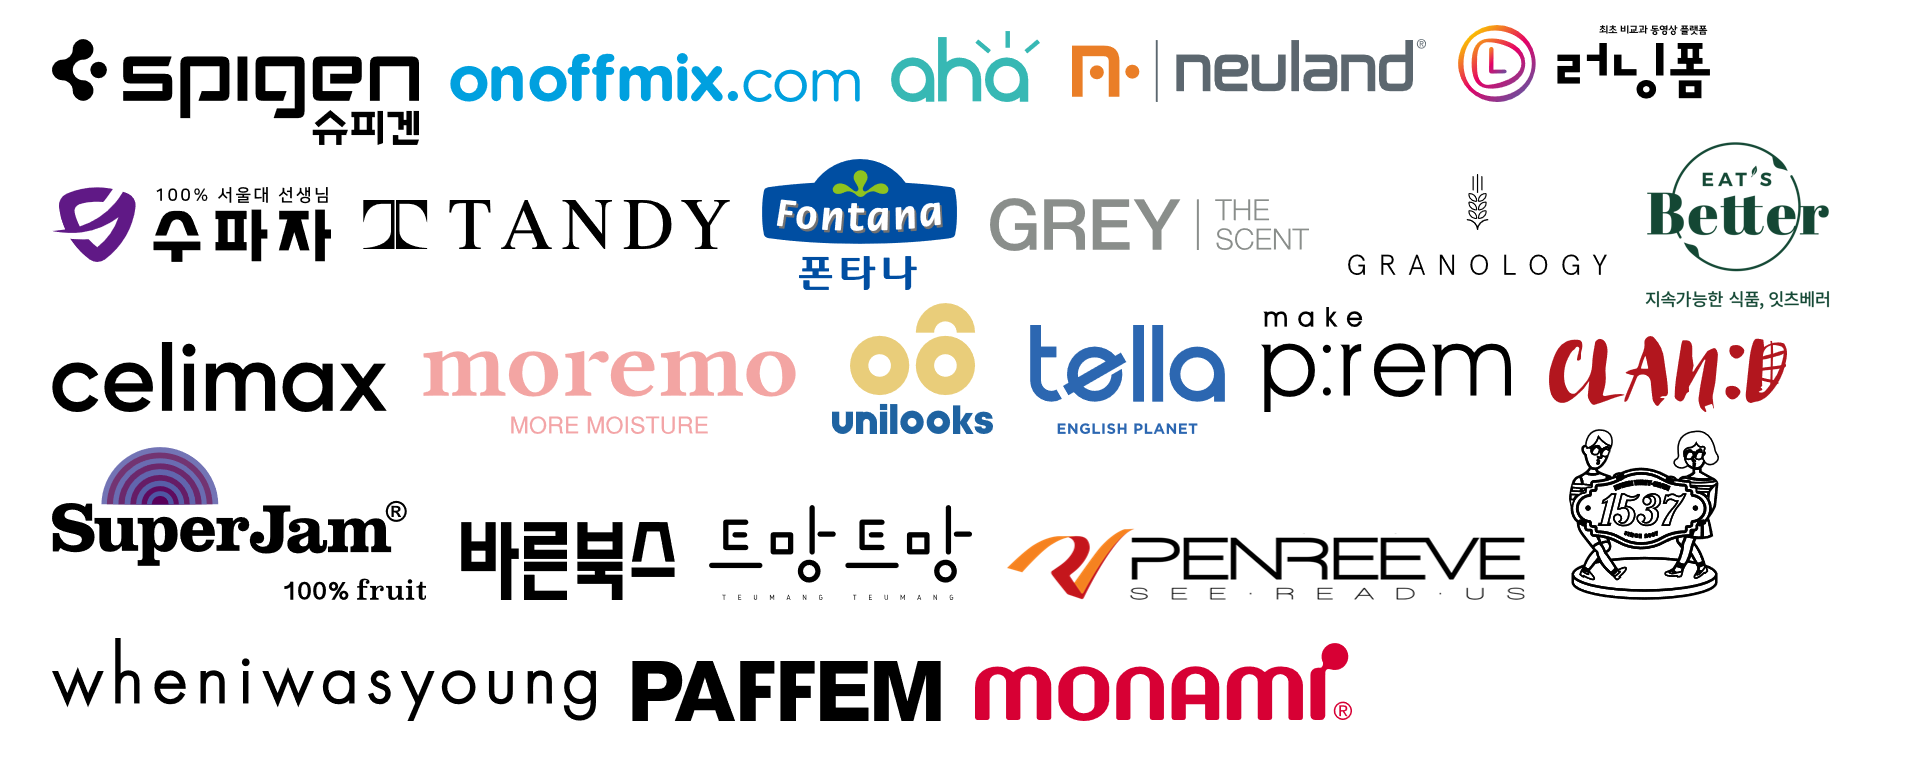 spigen
슈피겐
onoffmix.com
aha
neuland®
최초 비교과 동영상 플랫폼
러닝폼
100% 서울대 선생님
수파자
TANDY
Fontana
폰타나
GREY THE SCENT
GRANOLOGY
EAT'S
Better
지속가능한 식품, 잇츠베러
celimax
moremo
MORE MOISTURE
unilooks
tella
ENGLISH PLANET
make
p:rem
CLAN:D
SuperJam®
100% fruit
바른북스
트망트망
TEUMANG TEUMANG
PENREEVE
SEE·READ·US
1537
wheniwasyoung
PAFFEM
monami®